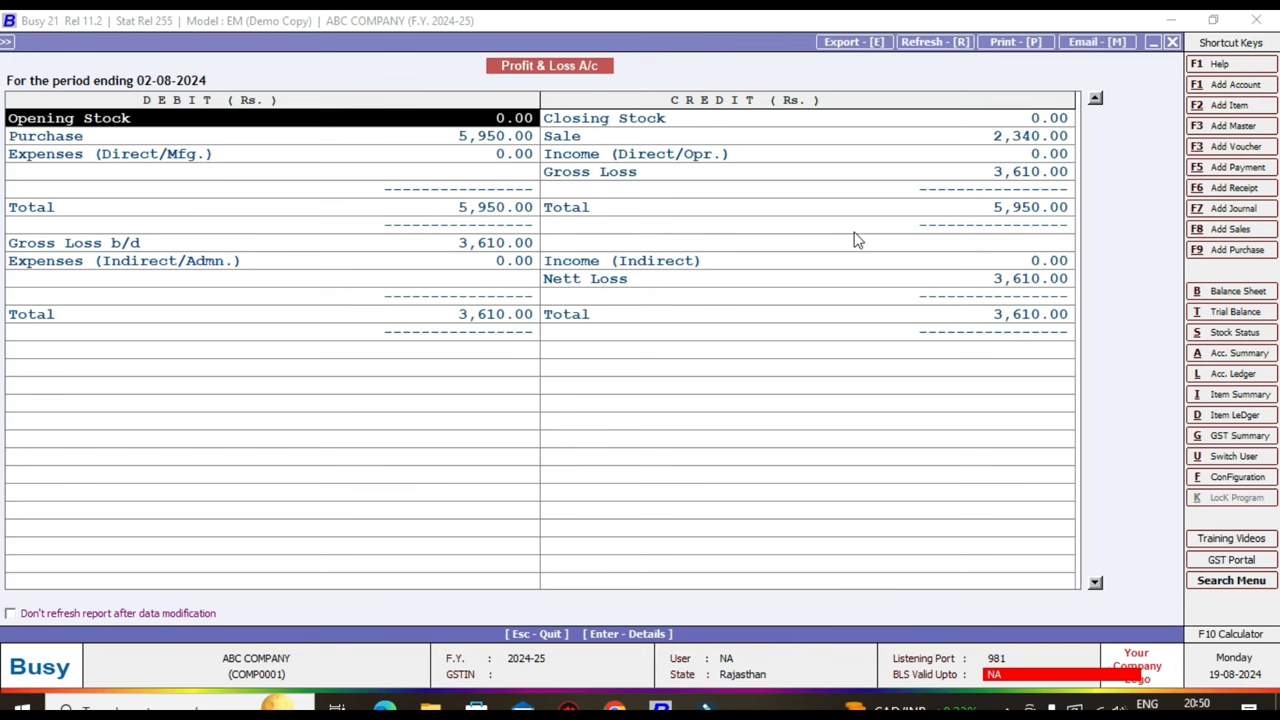 Busy 21 Rel 11.2 | Stat Rel 255 | Model : EM (Demo Copy) | ABC COMPANY (F.Y. 2024-25)
>> Export - [E] Refresh - [R] Print - [P] Email - [M] Shortcut Keys
Profit & Loss A/c
For the period ending 02-08-2024
D E B I T ( Rs. ) C R E D I T ( Rs. )
Opening Stock 0.00 Closing Stock 0.00
Purchase 5,950.00 Sale 2,340.00
Expenses (Direct/Mfg.) 0.00 Income (Direct/Opr.) 0.00
Gross Loss 3,610.00
Total 5,950.00 Total 5,950.00
Gross Loss b/d 3,610.00
Expenses (Indirect/Admn.) 0.00 Income (Indirect) 0.00
Nett Loss 3,610.00
Total 3,610.00 Total 3,610.00
F1 Help
F1 Add Account
F2 Add Item
F3 Add Master
F3 Add Voucher
F5 Add Payment
F6 Add Receipt
F7 Add Journal
F8 Add Sales
F9 Add Purchase
B Balance Sheet
T Trial Balance
S Stock Status
A Acc. Summary
L Acc. Ledger
I Item Summary
D Item LeDger
G GST Summary
U Switch User
F ConFiguration
K LocK Program
Training Videos
GST Portal
Search Menu
Don't refresh report after data modification
[ Esc - Quit ] [ Enter - Details ] F10 Calculator
Busy
ABC COMPANY
(COMP0001)
F.Y. : 2024-25
GSTIN :
User : NA
State : Rajasthan
Listening Port : 981
BLS Valid Upto : NA
Your
Company
Logo
Monday
19-08-2024
ENG 20:50